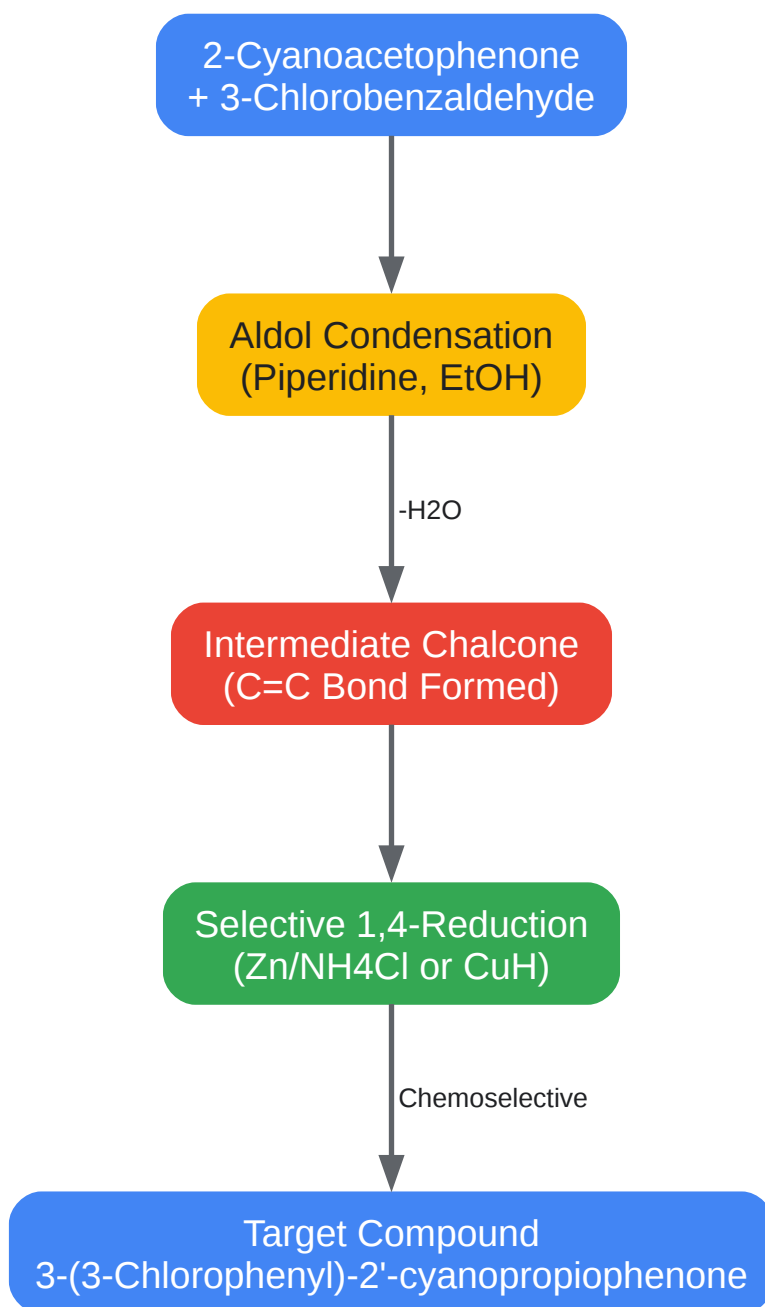 2-Cyanoacetophenone
+ 3-Chlorobenzaldehyde
Aldol Condensation
(Piperidine, EtOH)
-H2O
Intermediate Chalcone
(C=C Bond Formed)
Selective 1,4-Reduction
(Zn/NH4Cl or CuH)
Chemoselective
Target Compound
3-(3-Chlorophenyl)-2'-cyanopropiophenone